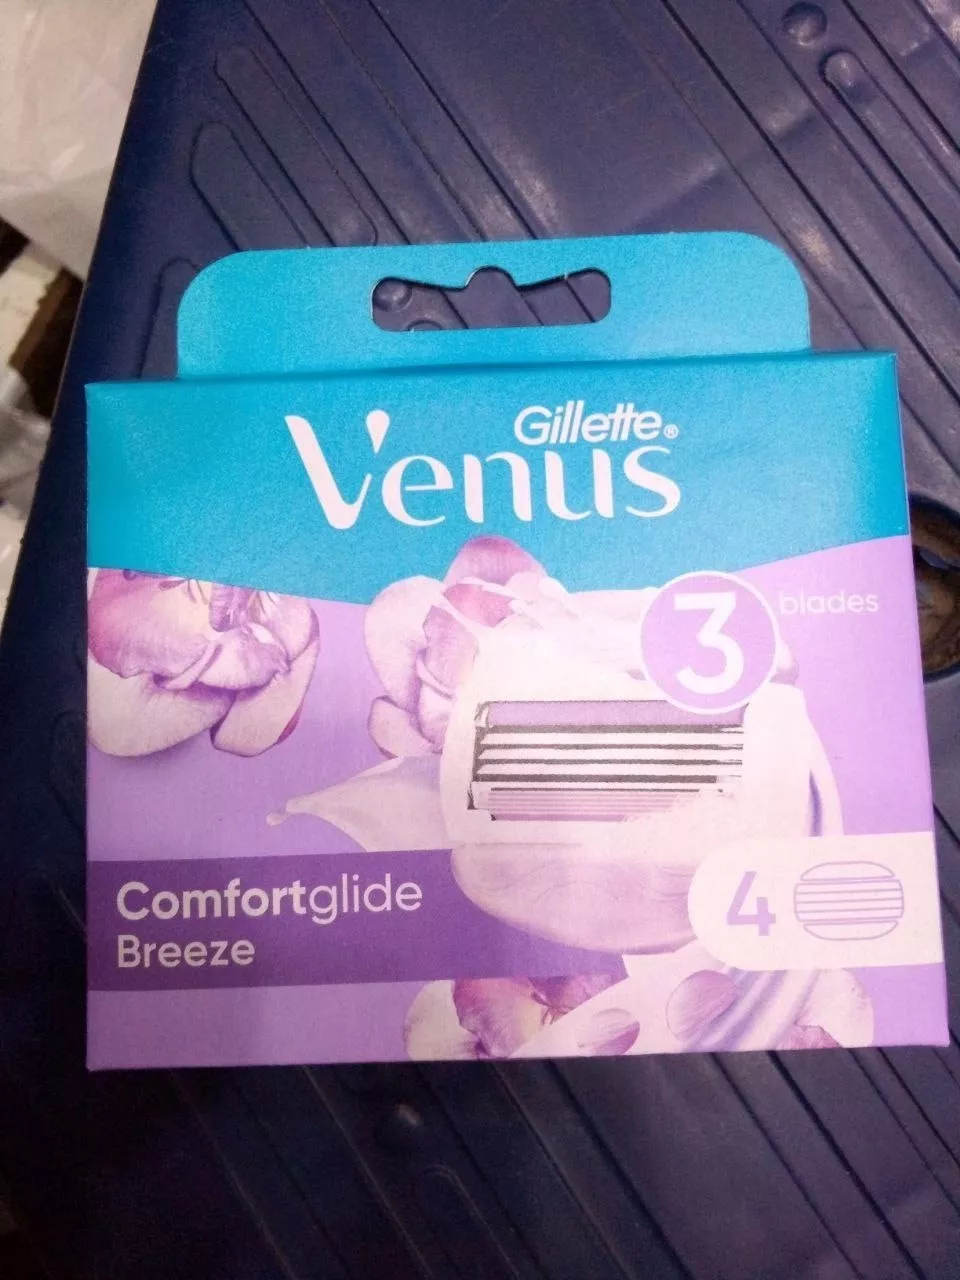 Gillette®
Venus
3 blades
Comfortglide
Breeze
4